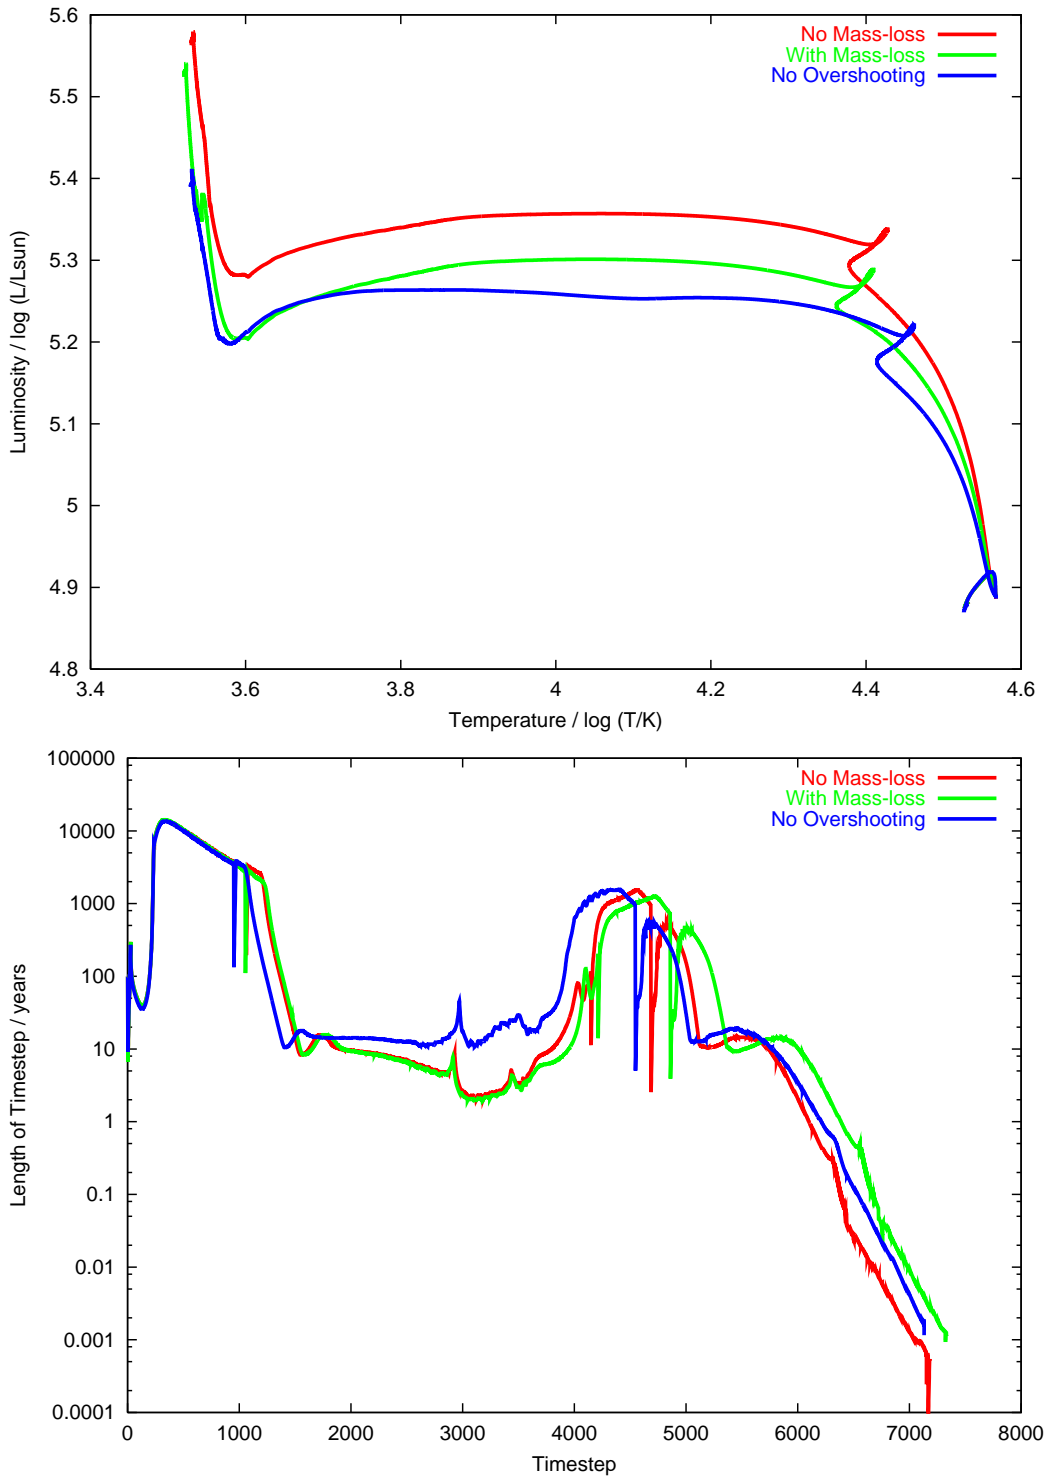 5.6
5.5
5.4
5.3
5.2
5.1
5
4.9
4.8
Luminosity / log (L/Lsun)
No Mass-loss
With Mass-loss
No Overshooting
3.4 3.6 3.8 4 4.2 4.4 4.6
Temperature / log (T/K)
100000
10000
1000
100
10
1
0.1
0.01
0.001
0.0001
Length of Timestep / years
No Mass-loss
With Mass-loss
No Overshooting
0 1000 2000 3000 4000 5000 6000 7000 8000
Timestep